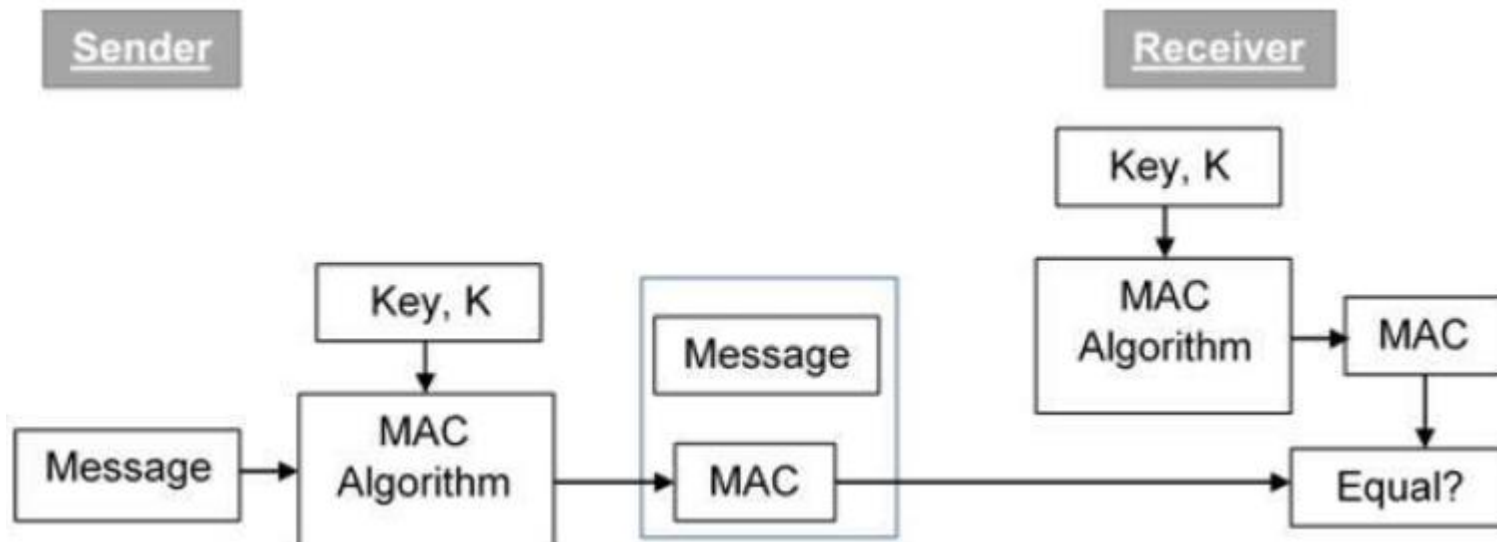 Sender
Receiver
Key, K
MAC
Algorithm
MAC
Key, K
Message
Message
MAC
Algorithm
MAC
Equal?